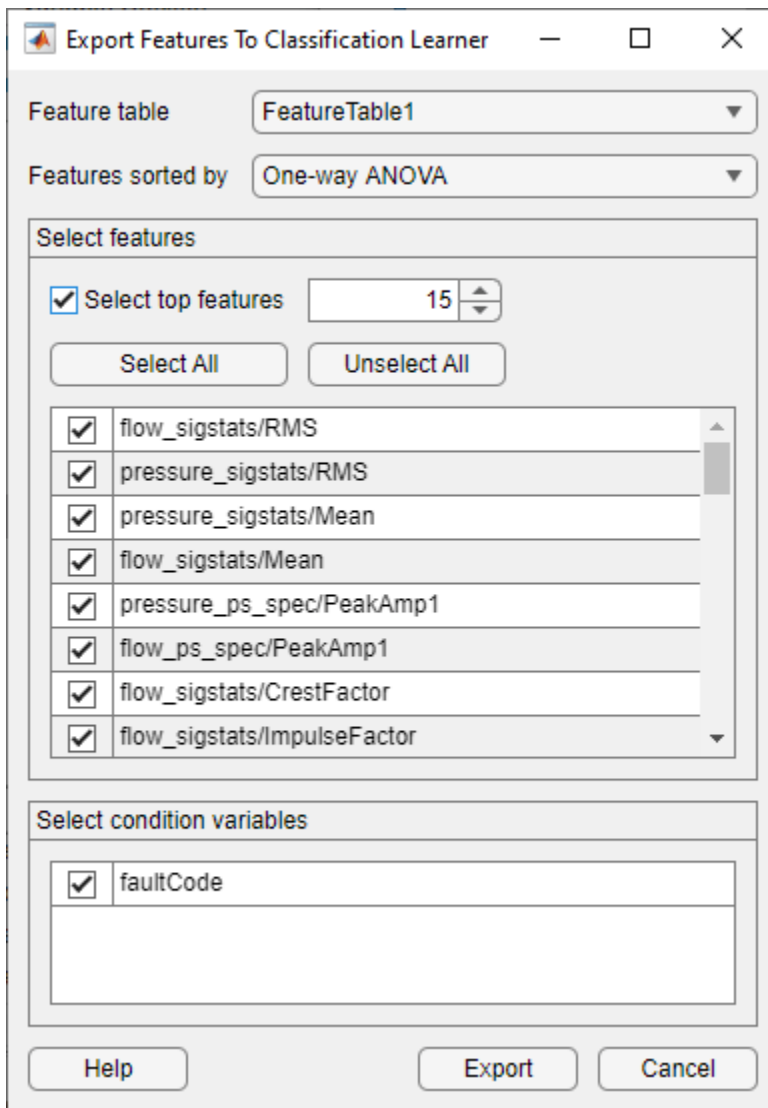 Export Features To Classification Learner
Feature table FeatureTable1
Features sorted by One-way ANOVA
Select features
Select top features 15
Select All Unselect All
flow_sigstats/RMS
pressure_sigstats/RMS
pressure_sigstats/Mean
flow_sigstats/Mean
pressure_ps_spec/PeakAmp1
flow_ps_spec/PeakAmp1
flow_sigstats/CrestFactor
flow_sigstats/ImpulseFactor
Select condition variables
faultCode
Help Export Cancel